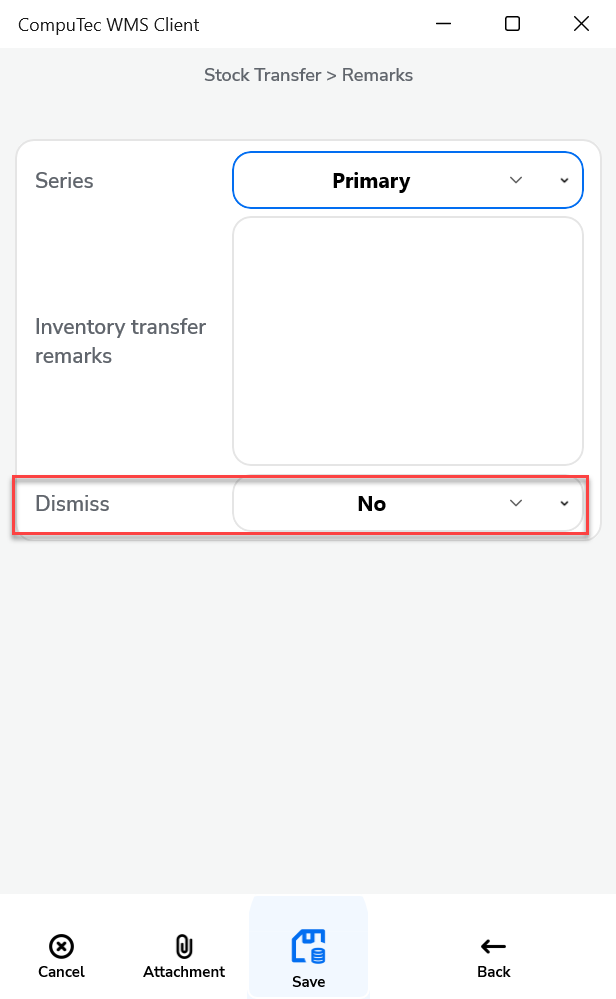 CompuTec WMS Client
Stock Transfer > Remarks
Series
Primary
Inventory transfer
remarks
Dismiss
No
Cancel
Attachment
Save
Back